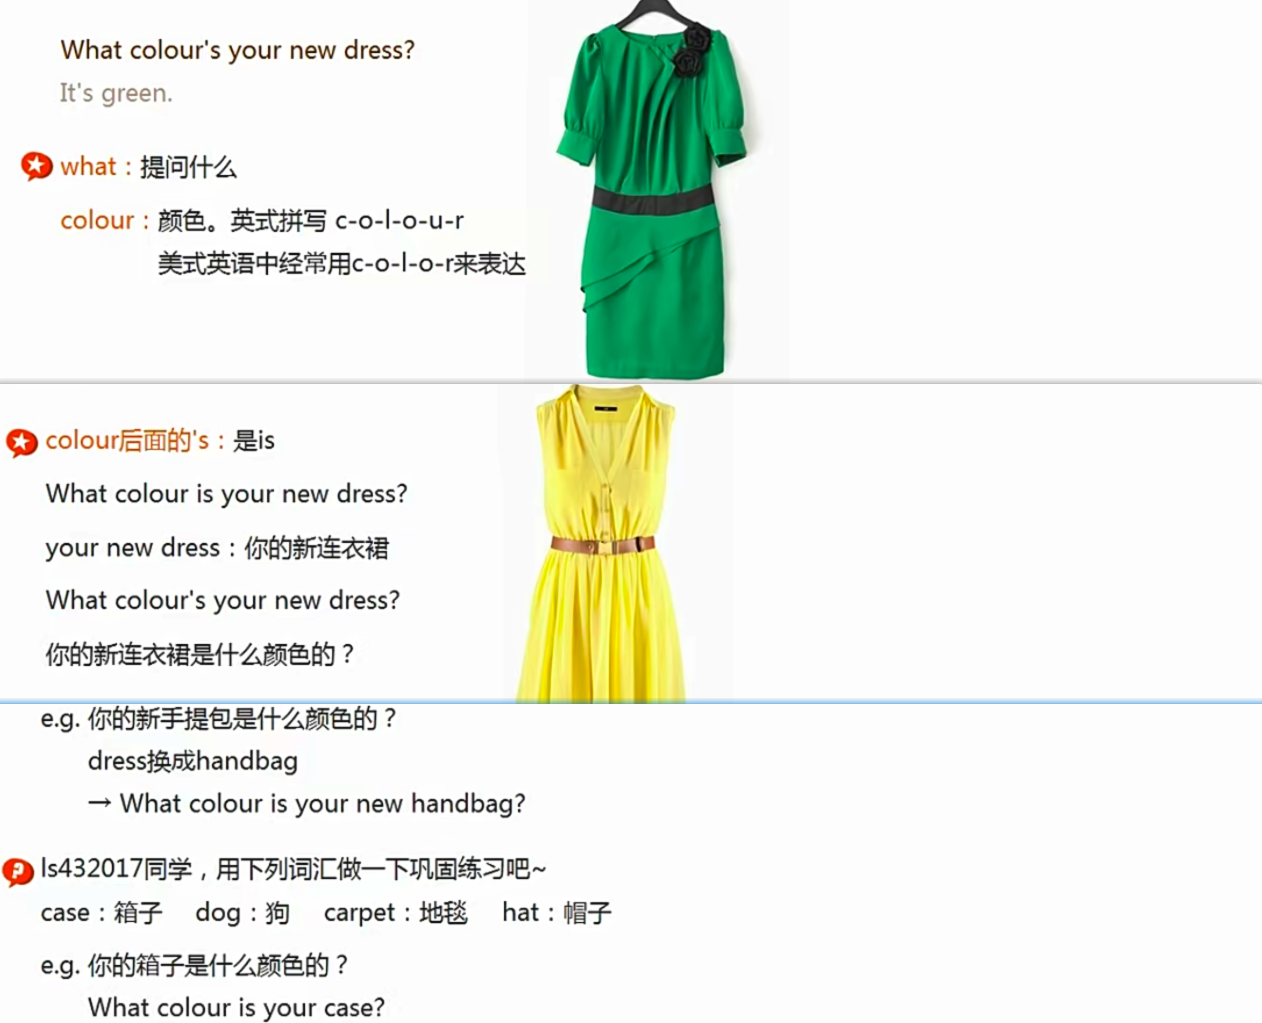 What colour's your new dress?
It's green.
what：提问什么
colour：颜色。英式拼写 c-o-l-o-u-r
美式英语中经常用c-o-l-o-r来表达
colour后面的's：是is
What colour is your new dress?
your new dress：你的新连衣裙
What colour's your new dress?
你的新连衣裙是什么颜色的？
e.g. 你的新手提包是什么颜色的？
dress换成handbag
→ What colour is your new handbag?
ls432017同学，用下列词汇做一下巩固练习吧~
case：箱子 dog：狗 carpet：地毯 hat：帽子
e.g. 你的箱子是什么颜色的？
What colour is your case?